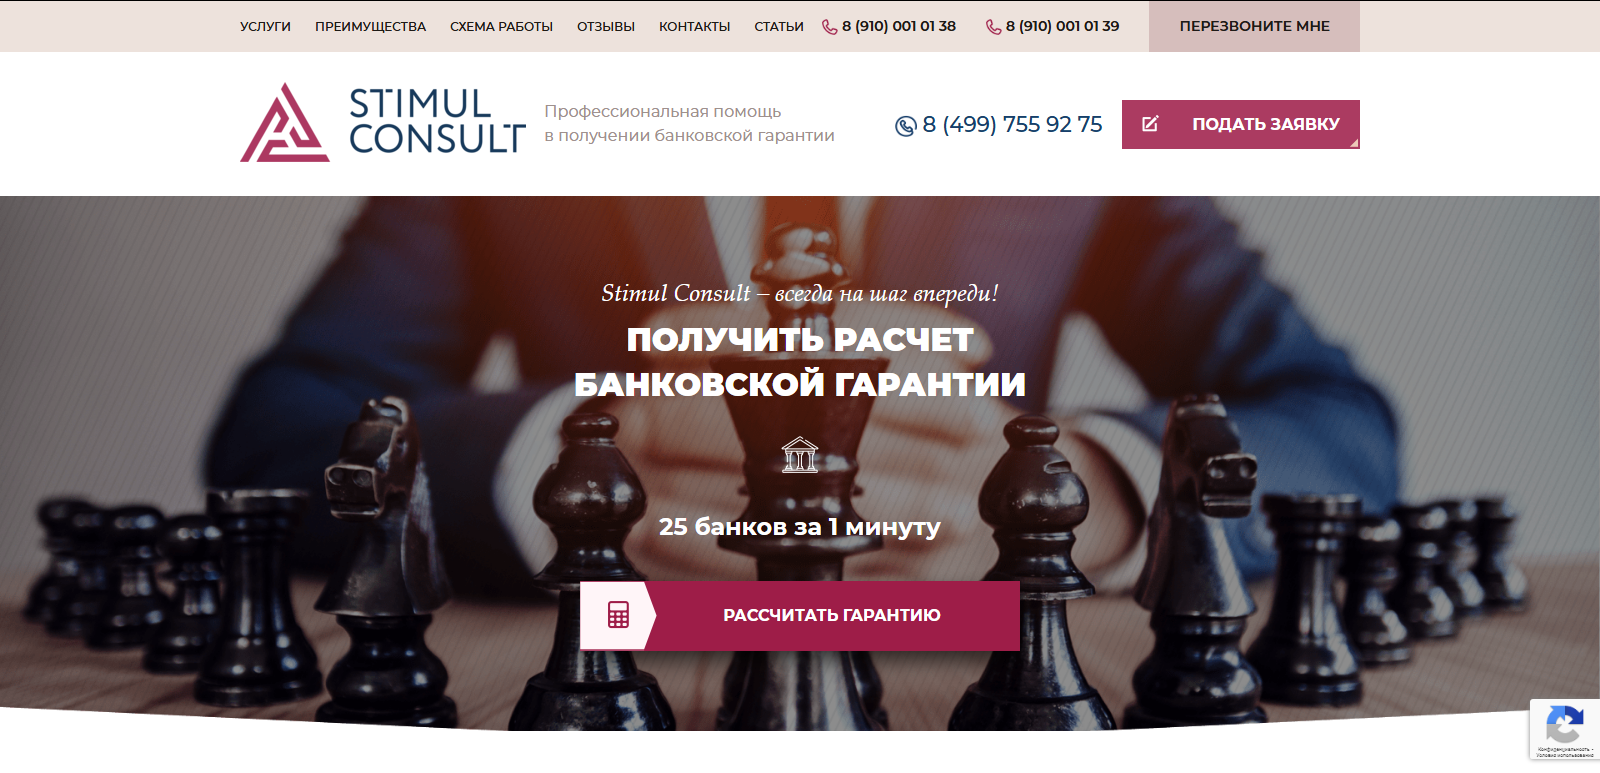 УСЛУГИ ПРЕИМУЩЕСТВА СХЕМА РАБОТЫ ОТЗЫВЫ КОНТАКТЫ СТАТЬИ 8 (910) 001 01 38 8 (910) 001 01 39 ПЕРЕЗВОНИТЕ МНЕ
STIMUL
CONSULT
Профессиональная помощь
в получении банковской гарантии
8 (499) 755 92 75
ПОДАТЬ ЗАЯВКУ
Stimul Consult – всегда на шаг впереди!
ПОЛУЧИТЬ РАСЧЕТ
БАНКОВСКОЙ ГАРАНТИИ
25 банков за 1 минуту
РАССЧИТАТЬ ГАРАНТИЮ
Конфиденциальность -
Условия использования